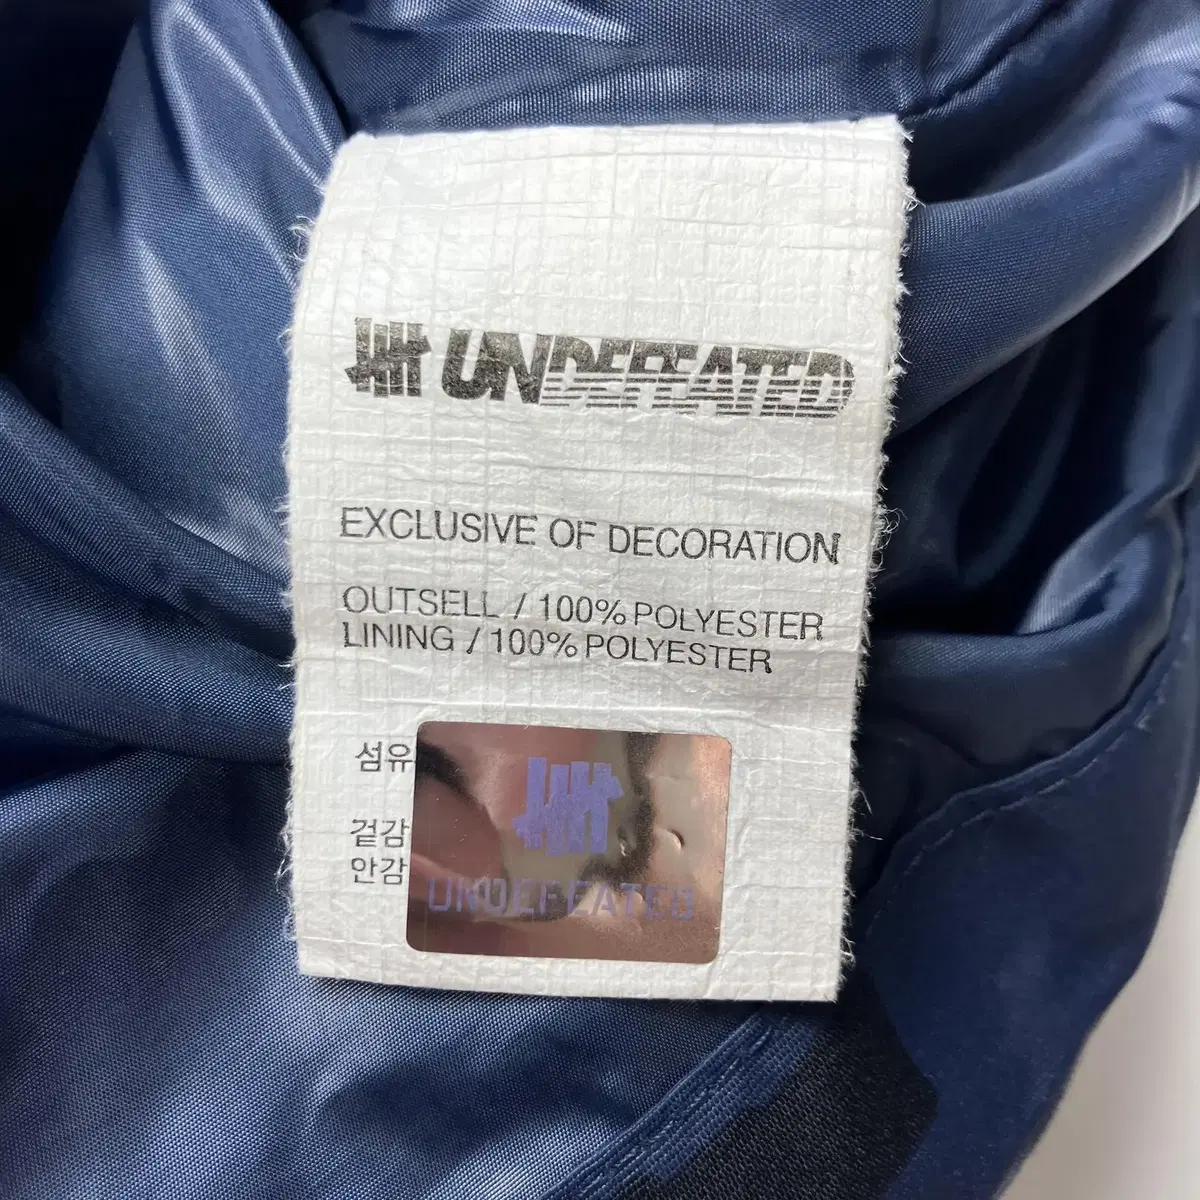 UNDEFEATED
EXCLUSIVE OF DECORATION
OUTSELL / 100% POLYESTER
LINING / 100% POLYESTER
섬유
겉감
안감
UNDEFEATED